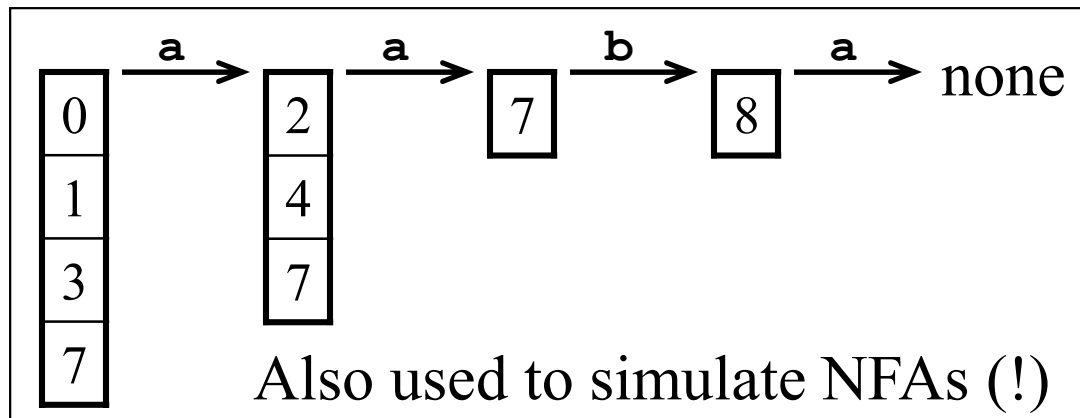 a a b a
0 2 7 8 none
1 4
3 7
7
Also used to simulate NFAs (!)